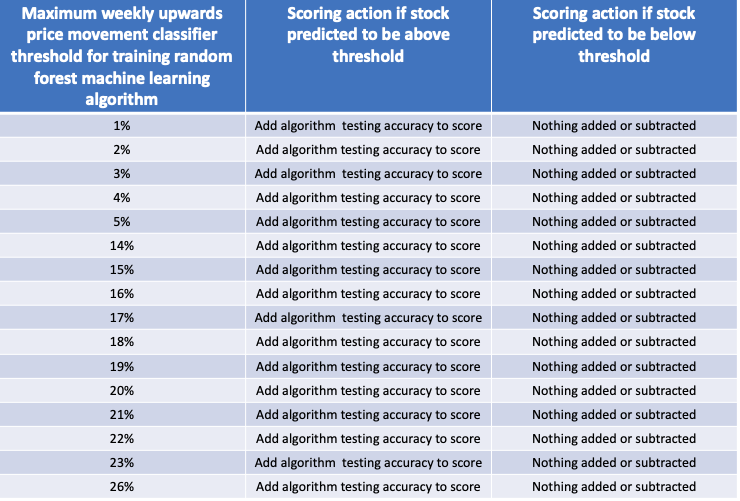 Maximum weekly upwards
price movement classifier
threshold for training random
forest machine learning
algorithm
Scoring action if stock
predicted to be above
threshold
Scoring action if stock
predicted to be below
threshold
1% Add algorithm testing accuracy to score Nothing added or subtracted
2% Add algorithm testing accuracy to score Nothing added or subtracted
3% Add algorithm testing accuracy to score Nothing added or subtracted
4% Add algorithm testing accuracy to score Nothing added or subtracted
5% Add algorithm testing accuracy to score Nothing added or subtracted
14% Add algorithm testing accuracy to score Nothing added or subtracted
15% Add algorithm testing accuracy to score Nothing added or subtracted
16% Add algorithm testing accuracy to score Nothing added or subtracted
17% Add algorithm testing accuracy to score Nothing added or subtracted
18% Add algorithm testing accuracy to score Nothing added or subtracted
19% Add algorithm testing accuracy to score Nothing added or subtracted
20% Add algorithm testing accuracy to score Nothing added or subtracted
21% Add algorithm testing accuracy to score Nothing added or subtracted
22% Add algorithm testing accuracy to score Nothing added or subtracted
23% Add algorithm testing accuracy to score Nothing added or subtracted
26% Add algorithm testing accuracy to score Nothing added or subtracted